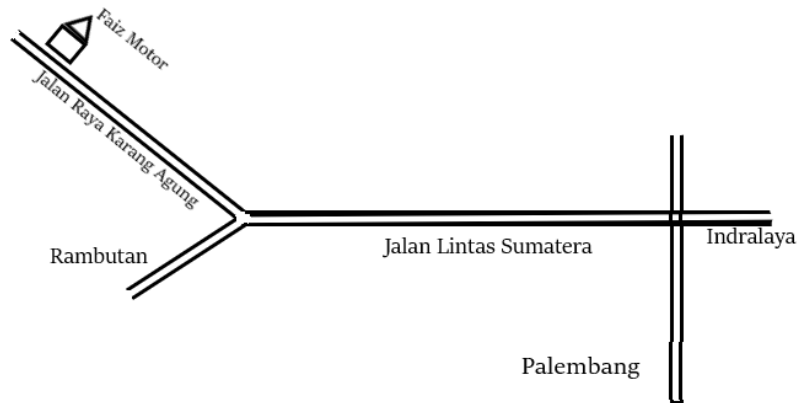 Faiz Motor
Jalan Raya Karang Agung
Rambutan
Jalan Lintas Sumatera
Indralaya
Palembang